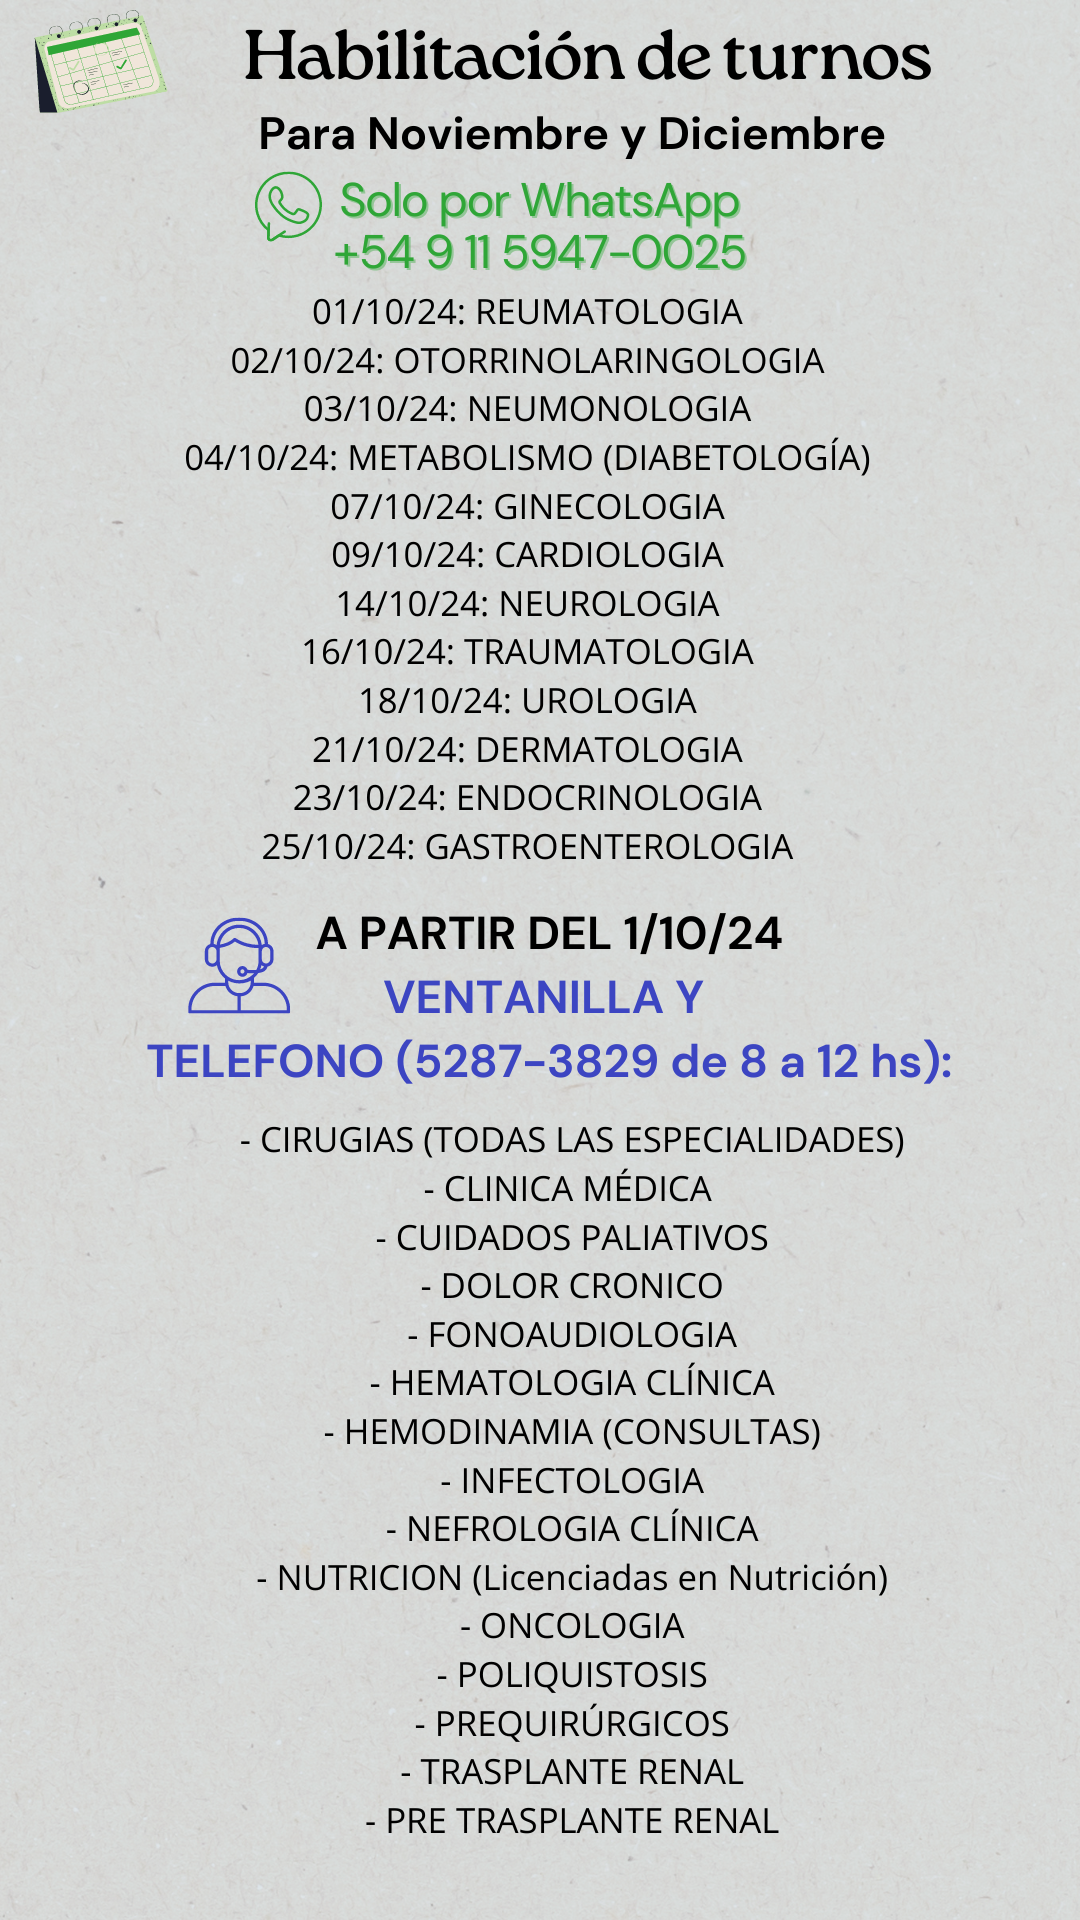 Habilitación de turnos
Para Noviembre y Diciembre
Solo por WhatsApp
+54 9 11 5947-0025
01/10/24: REUMATOLOGIA
02/10/24: OTORRINOLARINGOLOGIA
03/10/24: NEUMONOLOGIA
04/10/24: METABOLISMO (DIABETOLOGÍA)
07/10/24: GINECOLOGIA
09/10/24: CARDIOLOGIA
14/10/24: NEUROLOGIA
16/10/24: TRAUMATOLOGIA
18/10/24: UROLOGIA
21/10/24: DERMATOLOGIA
23/10/24: ENDOCRINOLOGIA
25/10/24: GASTROENTEROLOGIA
A PARTIR DEL 1/10/24
VENTANILLA Y
TELEFONO (5287-3829 de 8 a 12 hs):
- CIRUGIAS (TODAS LAS ESPECIALIDADES)
- CLINICA MÉDICA
- CUIDADOS PALIATIVOS
- DOLOR CRONICO
- FONOAUDIOLOGIA
- HEMATOLOGIA CLÍNICA
- HEMODINAMIA (CONSULTAS)
- INFECTOLOGIA
- NEFROLOGIA CLÍNICA
- NUTRICION (Licenciadas en Nutrición)
- ONCOLOGIA
- POLIQUISTOSIS
- PREQUIRÚRGICOS
- TRASPLANTE RENAL
- PRE TRASPLANTE RENAL